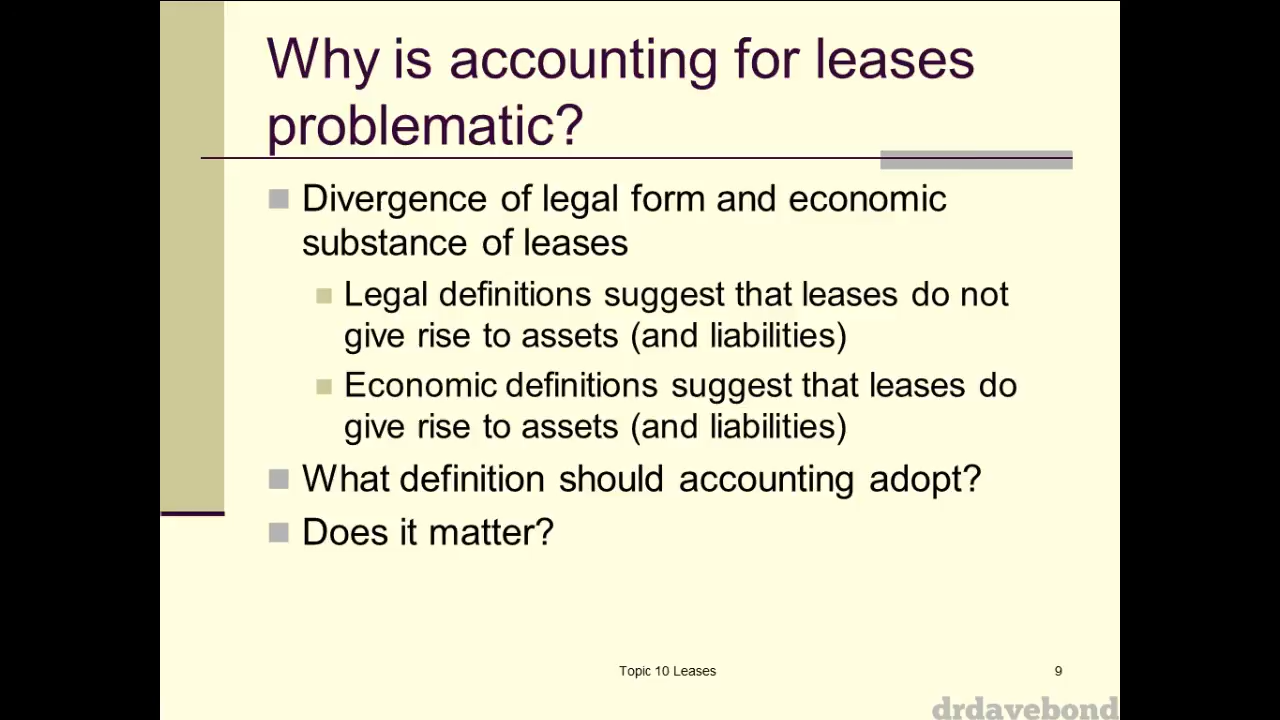 Why is accounting for leases
problematic?
Divergence of legal form and economic
substance of leases
Legal definitions suggest that leases do not
give rise to assets (and liabilities)
Economic definitions suggest that leases do
give rise to assets (and liabilities)
What definition should accounting adopt?
Does it matter?
Topic 10 Leases
9
drdavebond